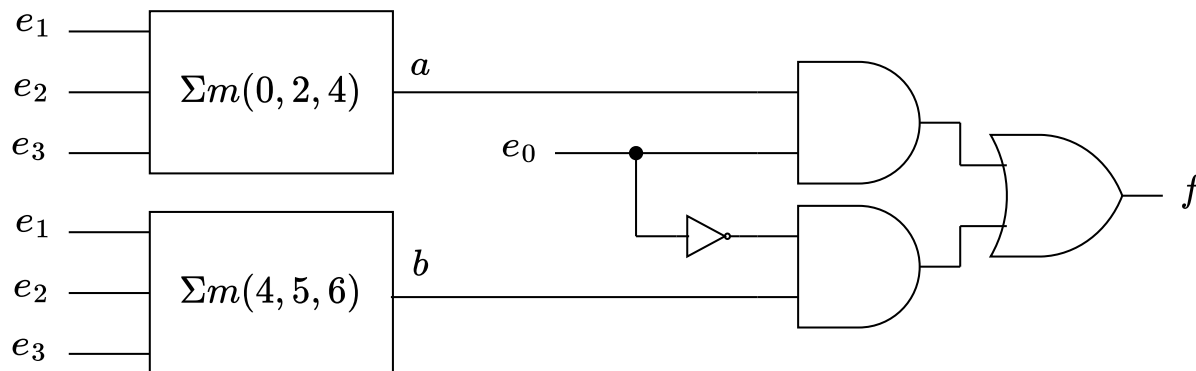 e₁
e₂
e₃
Σm(0, 2, 4)
a
e₀
e₁
e₂
e₃
Σm(4, 5, 6)
b
f